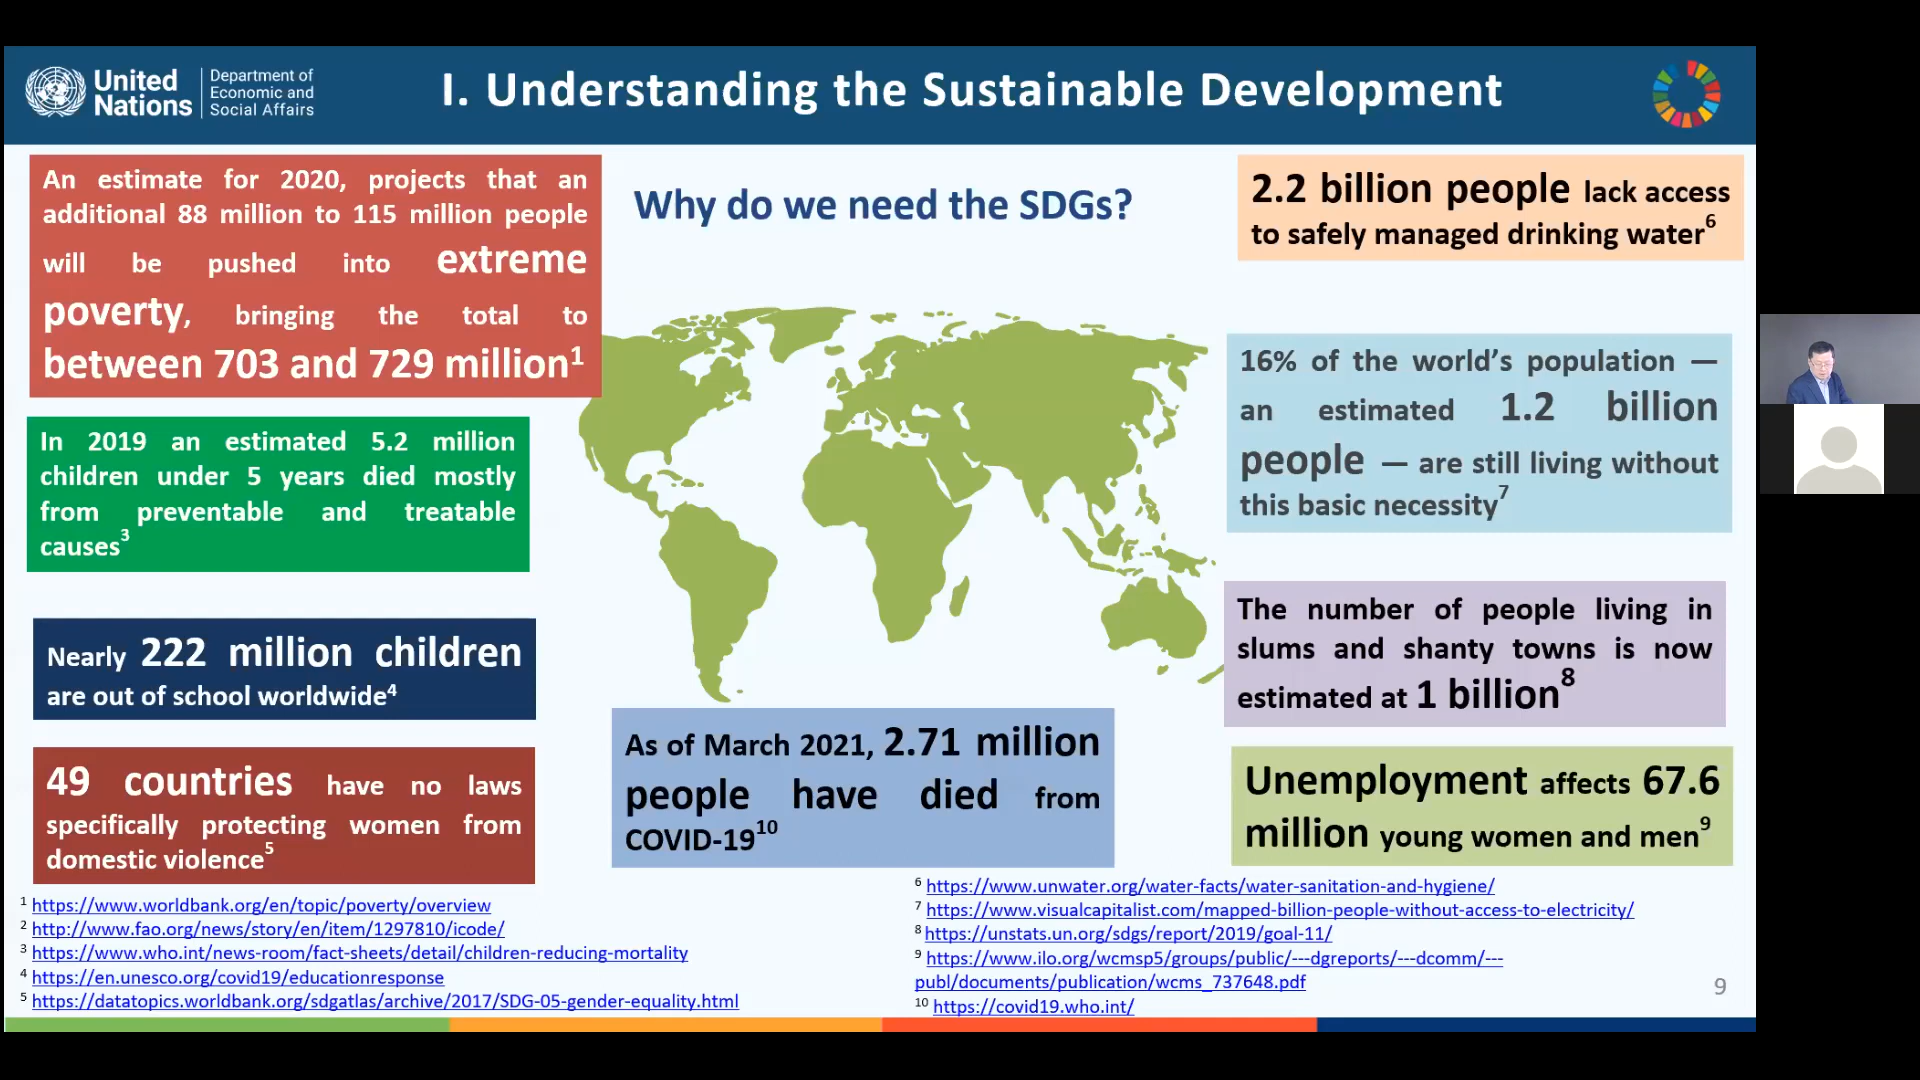 United Nations
Department of Economic and Social Affairs
I. Understanding the Sustainable Development
An estimate for 2020, projects that an
additional 88 million to 115 million people
will be pushed into extreme
poverty, bringing the total to
between 703 and 729 million1
In 2019 an estimated 5.2 million
children under 5 years died mostly
from preventable and treatable
causes3
Nearly 222 million children
are out of school worldwide4
49 countries have no laws
specifically protecting women from
domestic violence5
Why do we need the SDGs?
As of March 2021, 2.71 million
people have died from
COVID-1910
2.2 billion people lack access
to safely managed drinking water6
16% of the world’s population —
an estimated 1.2 billion
people — are still living without
this basic necessity7
The number of people living in
slums and shanty towns is now
estimated at 1 billion8
Unemployment affects 67.6
million young women and men9
1 https://www.worldbank.org/en/topic/poverty/overview
2 http://www.fao.org/news/story/en/item/1297810/icode/
3 https://www.who.int/news-room/fact-sheets/detail/children-reducing-mortality
4 https://en.unesco.org/covid19/educationresponse
5 https://datatopics.worldbank.org/sdgatlas/archive/2017/SDG-05-gender-equality.html
6 https://www.unwater.org/water-facts/water-sanitation-and-hygiene/
7 https://www.visualcapitalist.com/mapped-billion-people-without-access-to-electricity/
8 https://unstats.un.org/sdgs/report/2019/goal-11/
9 https://www.ilo.org/wcmsp5/groups/public/---dgreports/---dcomm/---
publ/documents/publication/wcms_737648.pdf
10 https://covid19.who.int/
9